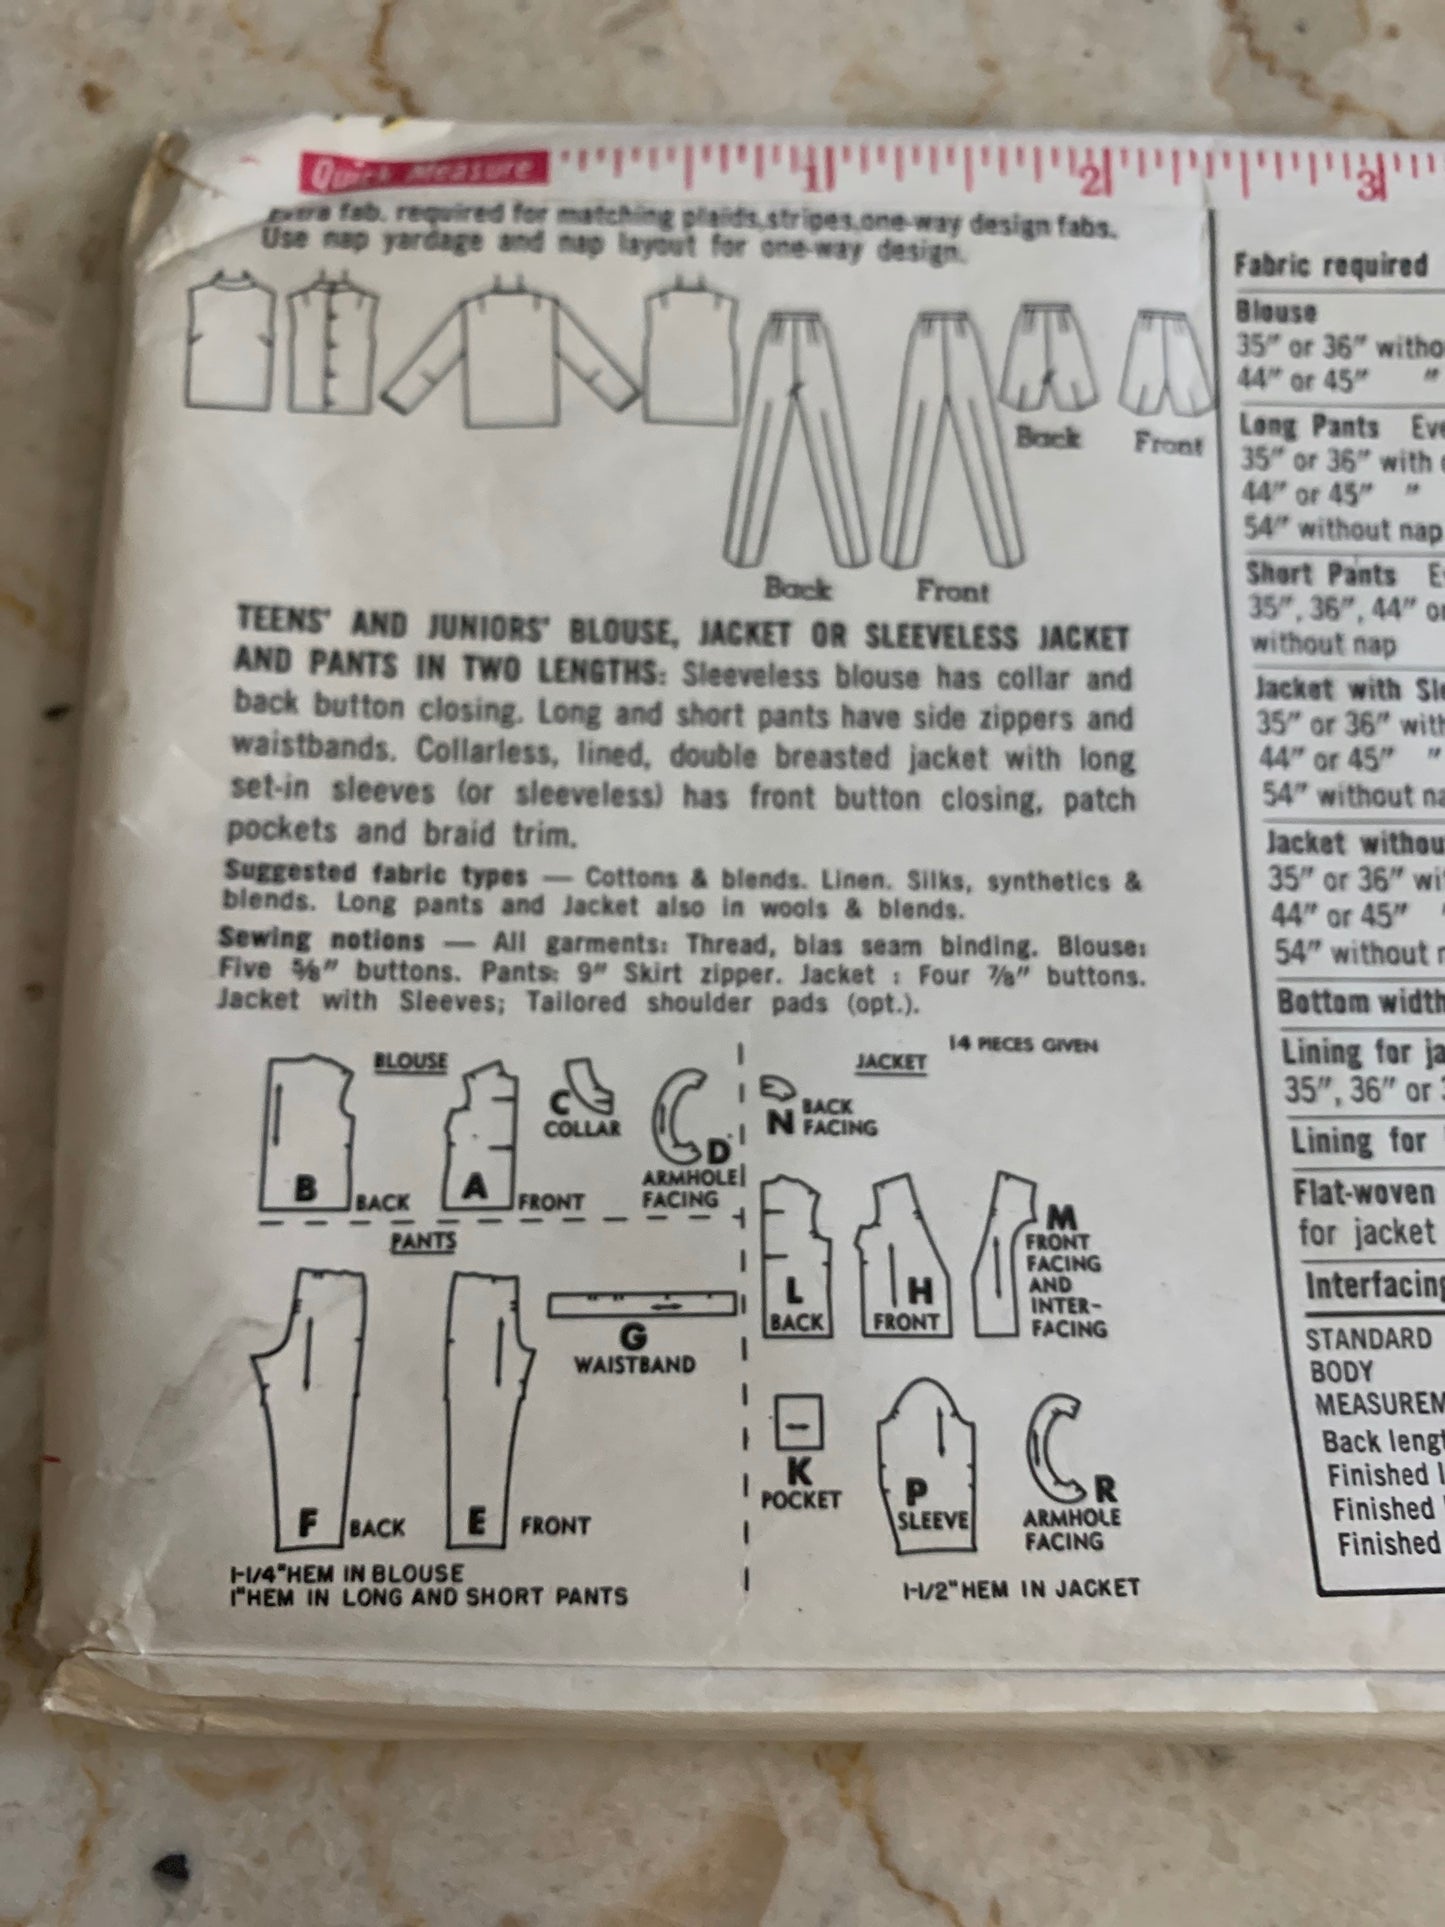 Quick Measure
1 2 3
Extra fab. required for matching plaids, stripes, one-way design fabs.
Use nap yardage and nap layout for one-way design.
Back Front
Back Front
TEENS' AND JUNIORS' BLOUSE, JACKET OR SLEEVELESS JACKET
AND PANTS IN TWO LENGTHS: Sleeveless blouse has collar and
back button closing. Long and short pants have side zippers and
waistbands. Collarless, lined, double breasted jacket with long
set-in sleeves (or sleeveless) has front button closing, patch
pockets and braid trim.
Suggested fabric types — Cottons & blends. Linen. Silks, synthetics &
blends. Long pants and Jacket also in wools & blends.
Sewing notions — All garments: Thread, bias seam binding. Blouse:
Five 5/8" buttons. Pants: 9" Skirt zipper. Jacket : Four 7/8" buttons.
Jacket with Sleeves; Tailored shoulder pads (opt.).
BLOUSE
B BACK
A FRONT
C
COLLAR
D
ARMHOLE
FACING
PANTS
F BACK
E FRONT
G
WAISTBAND
1-1/4"HEM IN BLOUSE
1"HEM IN LONG AND SHORT PANTS
14 PIECES GIVEN
JACKET
N BACK
FACING
L
BACK
H
FRONT
M
FRONT
FACING
AND
INTER-
FACING
K
POCKET
P
SLEEVE
R
ARMHOLE
FACING
1-1/2"HEM IN JACKET
Fabric required
Blouse
35" or 36"
44" or 45" "
Long Pants
35" or 36" with
44" or 45" "
54" without nap
Short Pants
35", 36", 44"
without nap
Jacket with
35" or 36"
44" or 45" "
54" without
Jacket
35" or 36"
44" or 45"
54" without
Bottom width
Lining for
35", 36" or
Lining for
Flat-woven
for jacket
Interfacing
STANDARD
BODY
Back
Finished
Finished
Finished